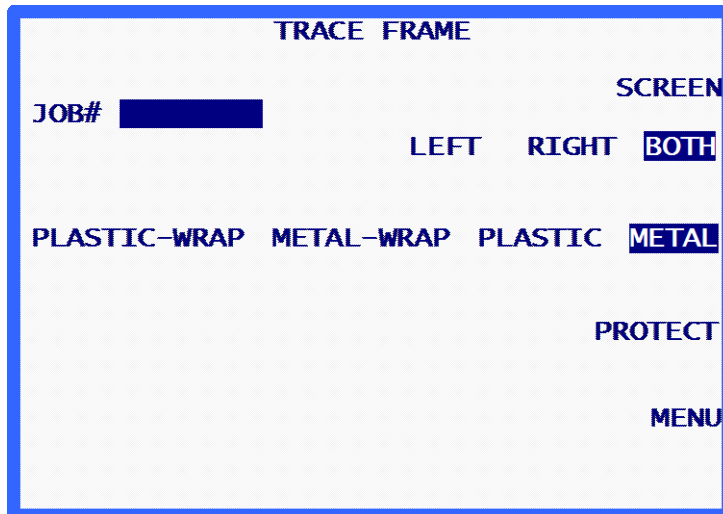 TRACE FRAME
SCREEN
JOB#
LEFT RIGHT BOTH
PLASTIC-WRAP METAL-WRAP PLASTIC METAL
PROTECT
MENU